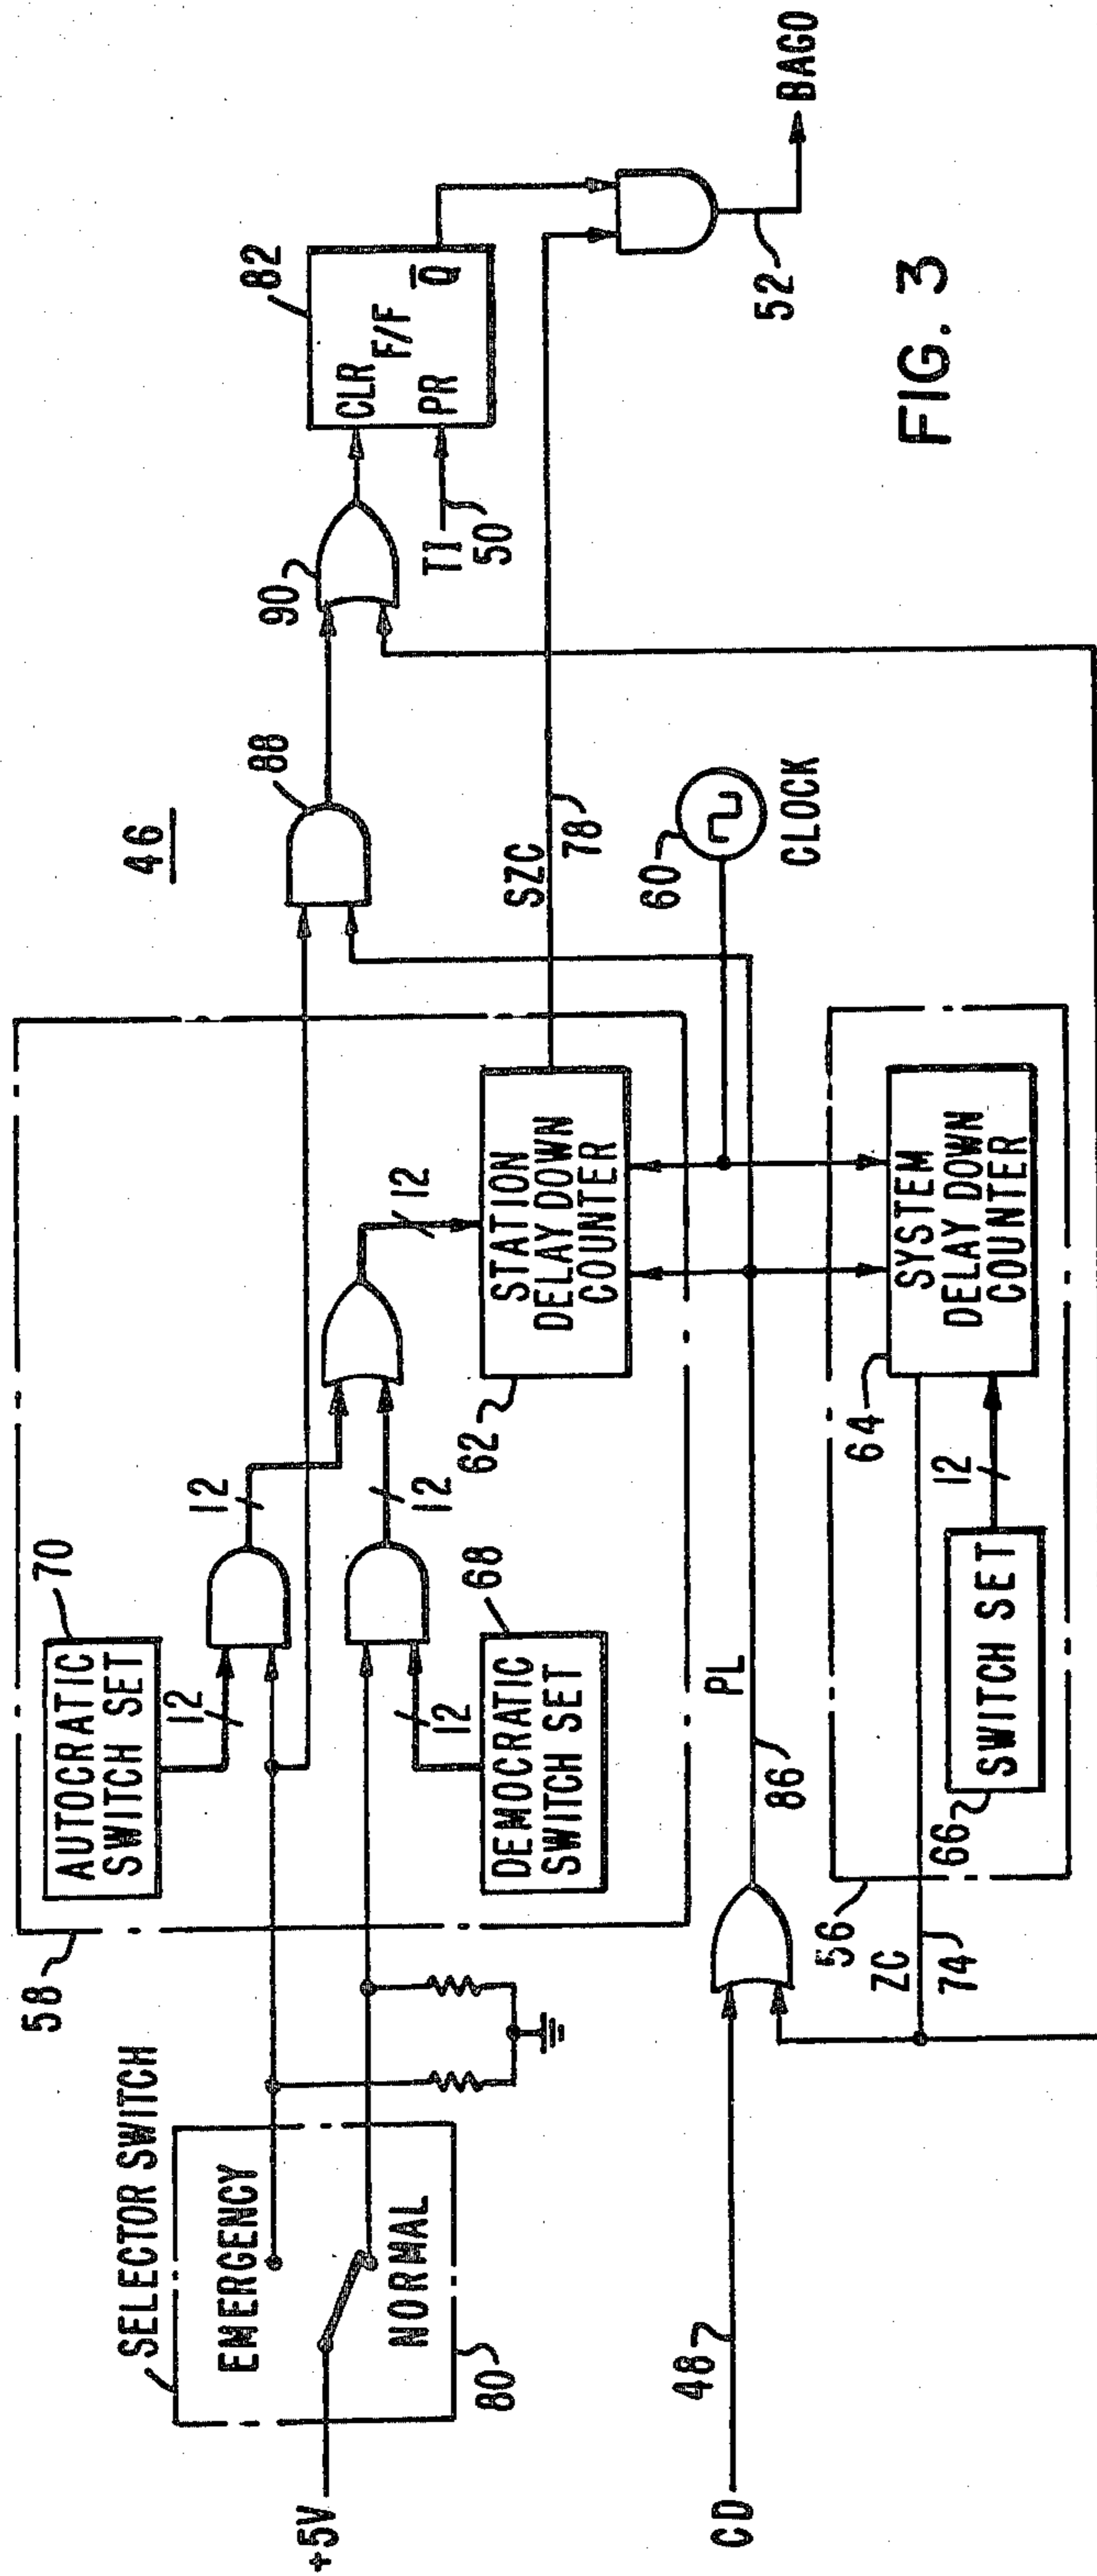 46
SELECTOR SWITCH
EMERGENCY
NORMAL
80
+5V
58
AUTOCRATIC
SWITCH SET
70
12
12
DEMOCRATIC
SWITCH SET
68
12
12
12
STATION
DELAY DOWN
COUNTER
62
88
90
CLR
F/F
PR
Q̅
82
TI
50
SZC
78
60
CLOCK
52
BAGO
CD
48
PL
86
56
ZC
74
SYSTEM
DELAY DOWN
COUNTER
64
12
SWITCH SET
66
FIG. 3